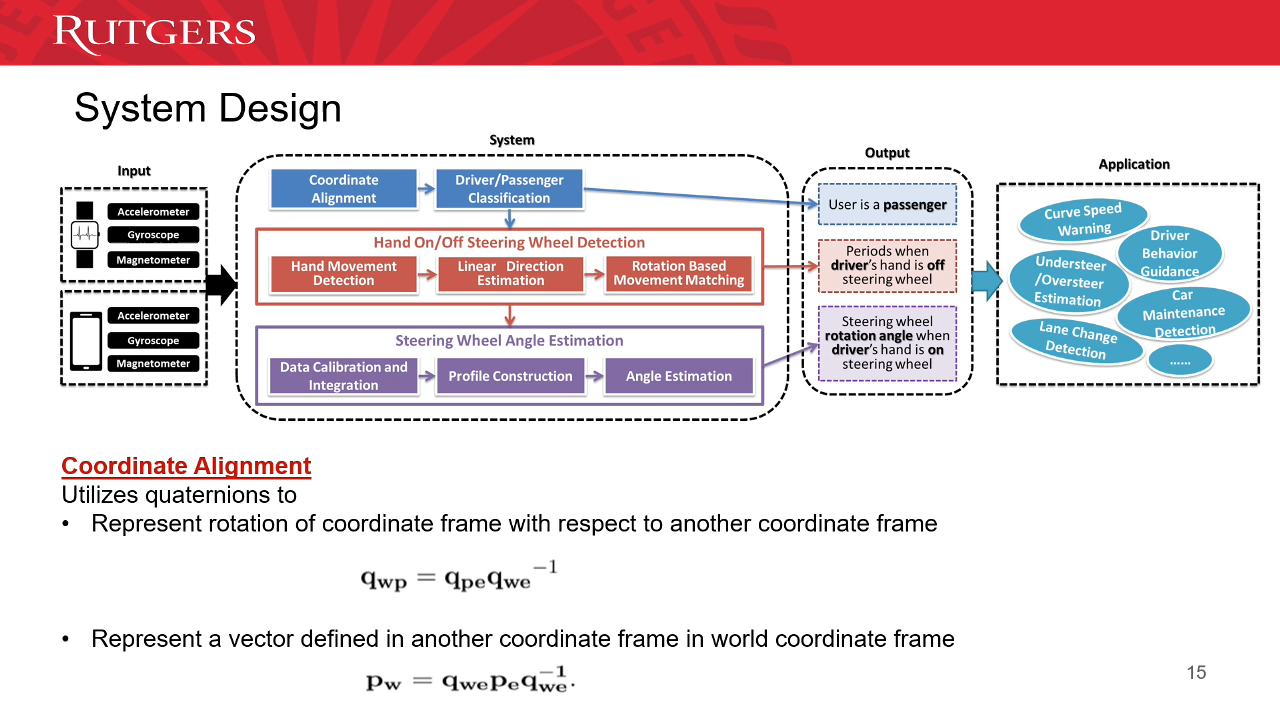 RUTGERS
System Design
Input
Accelerometer
Gyroscope
Magnetometer
Accelerometer
Gyroscope
Magnetometer
System
Coordinate
Alignment
Driver/Passenger
Classification
Hand On/Off Steering Wheel Detection
Hand Movement
Detection
Linear Direction
Estimation
Rotation Based
Movement Matching
Steering Wheel Angle Estimation
Data Calibration and
Integration
Profile Construction
Angle Estimation
Output
User is a passenger
Periods when
driver's hand is off
steering wheel
Steering wheel
rotation angle when
driver's hand is on
steering wheel
Application
Curve Speed
Warning
Driver
Behavior
Guidance
Understeer
/Oversteer
Estimation
Car
Maintenance
Detection
Lane Change
Detection
......
Coordinate Alignment
Utilizes quaternions to
• Represent rotation of coordinate frame with respect to another coordinate frame
q_wp = q_pe q_we^-1
• Represent a vector defined in another coordinate frame in world coordinate frame
p_w = q_we p_e q_we^-1.
15